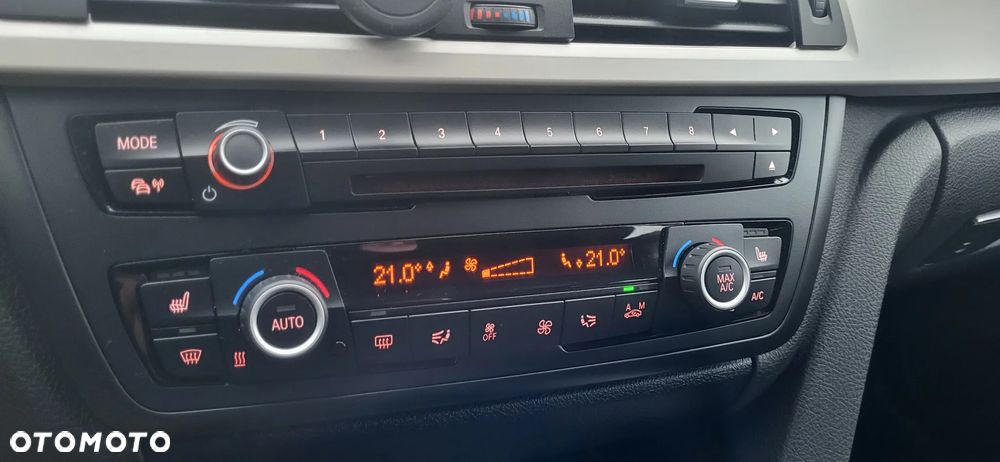 MODE
1 2 3 4 5 6 7 8
21.0° 21.0°
AUTO
OFF
A M
MAX
A/C
A/C
OTOMOTO